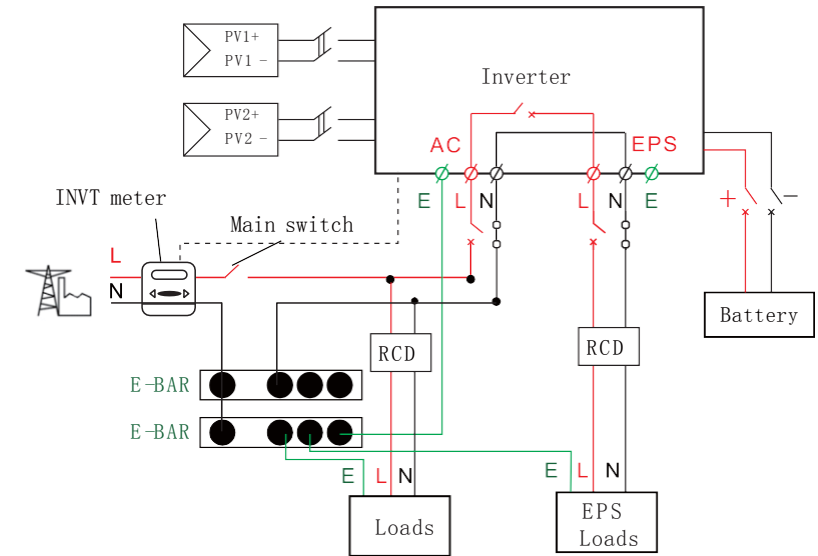 PV1+
PV1 -
PV2+
PV2 -
Inverter
AC
EPS
E
L
N
L
N
E
+
-
INVT meter
Main switch
L
N
Battery
RCD
RCD
E-BAR
E-BAR
E
L
N
E
L
N
Loads
EPS
Loads